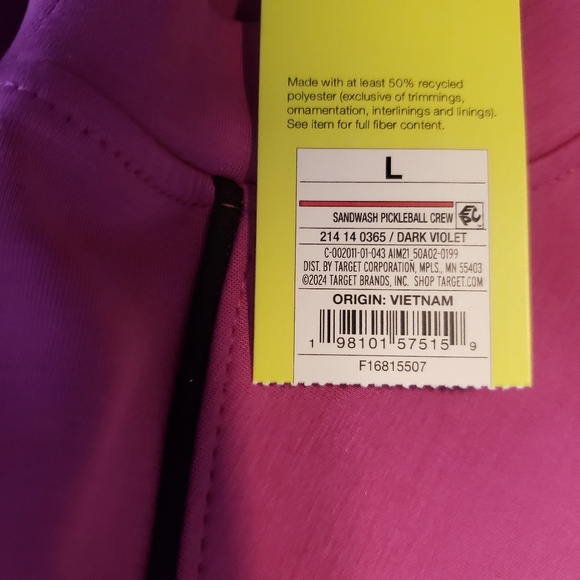 Made with at least 50% recycled
polyester (exclusive of trimmings,
ornamentation, interlinings and linings).
See item for full fiber content.
L
SANDWASH PICKLEBALL CREW
214 14 0365 / DARK VIOLET
C-002011-01-043 AIM21_50A02-0199
DIST. BY TARGET CORPORATION, MPLS., MN 55403
©2024 TARGET BRANDS, INC. SHOP TARGET.COM
ORIGIN: VIETNAM
1 98101 57515 9
F16815507